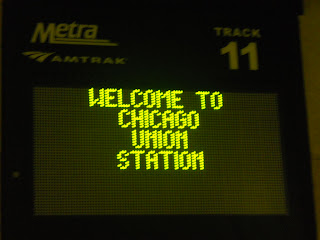 Metra
TRACK
AMTRAK
11
WELCOME TO
CHICAGO
UNION
STATION